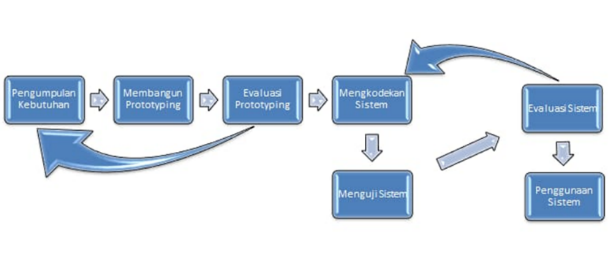 Pengumpulan
Kebutuhan
Membangun
Prototyping
Evaluasi
Prototyping
Mengkodekan
Sistem
Menguji Sistem
Evaluasi Sistem
Penggunaan
Sistem